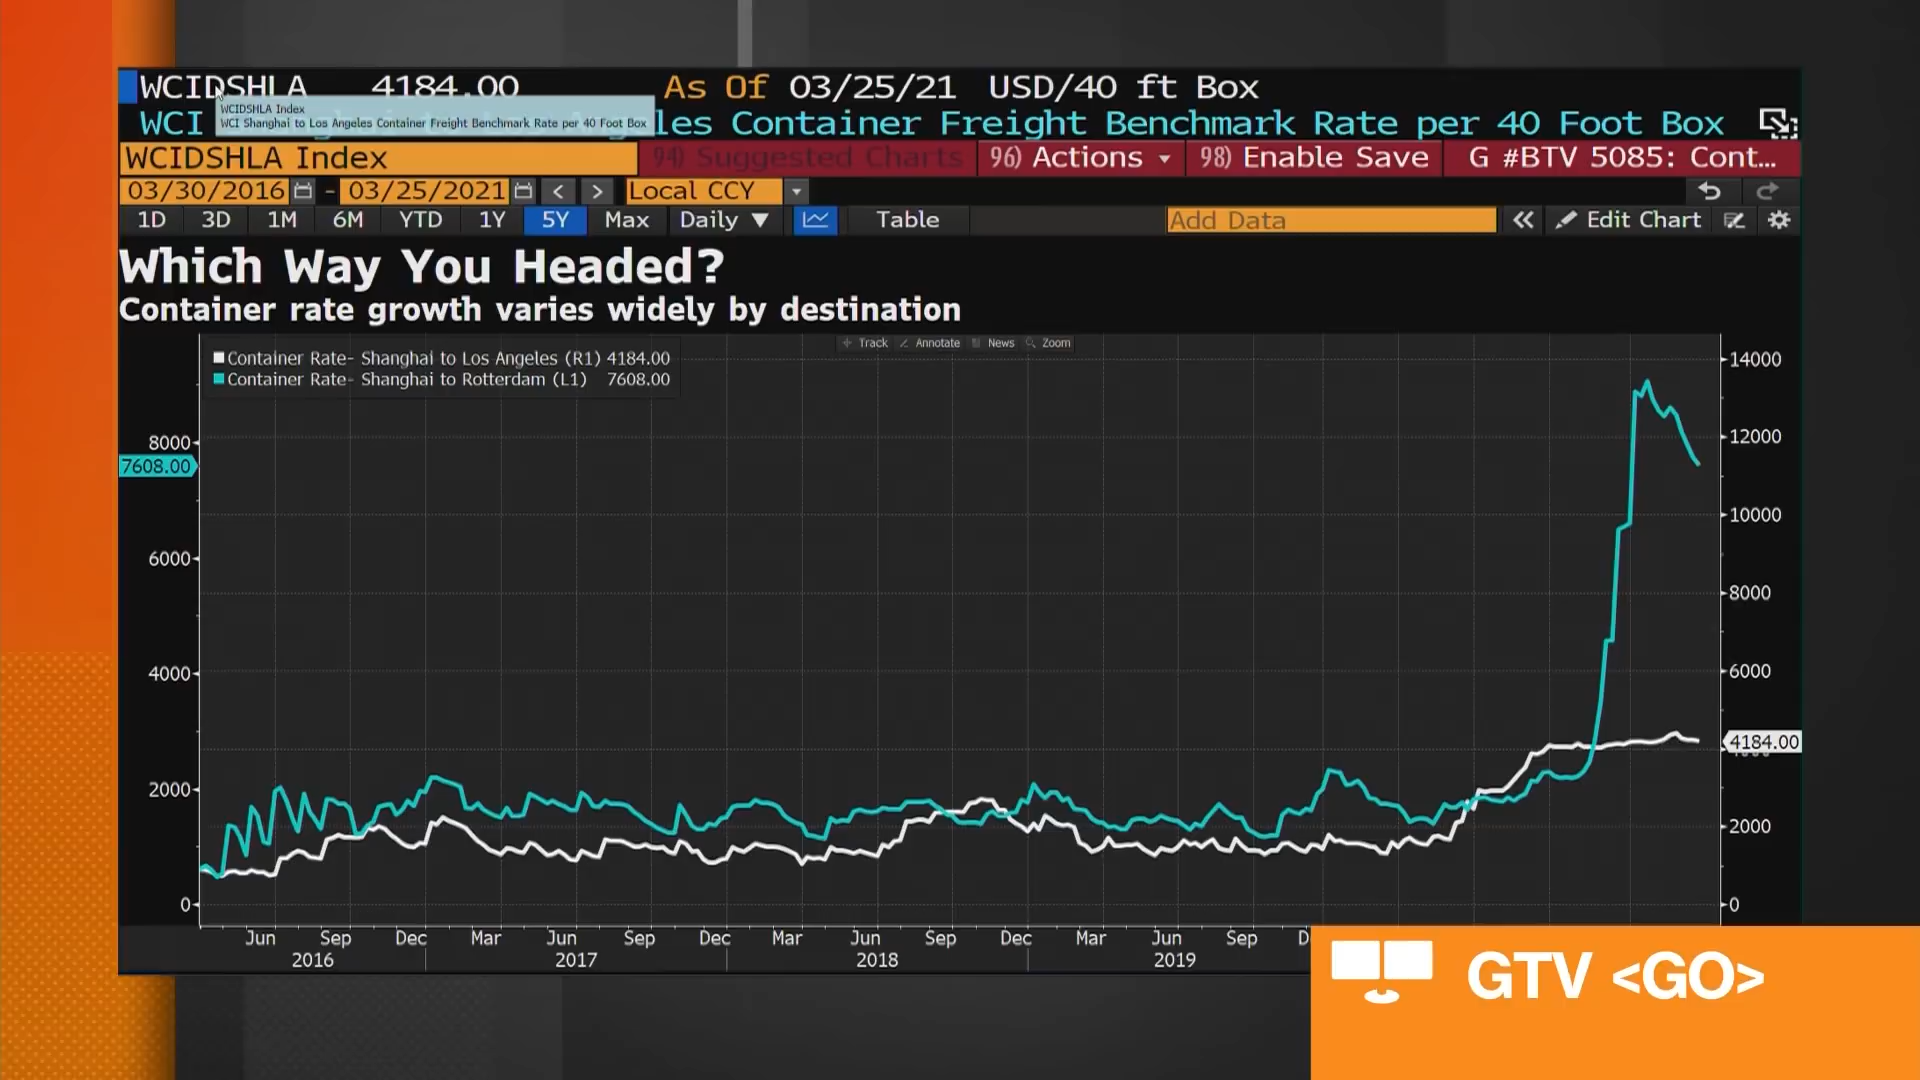 WCIDSHLA 4184.00 As Of 03/25/21 USD/40 ft Box
WCIDSHLA Index
WCI Shanghai to Los Angeles Container Freight Benchmark Rate per 40 Foot Box
WCI les Container Freight Benchmark Rate per 40 Foot Box
WCIDSHLA Index 94) Suggested Charts 96) Actions 98) Enable Save G #BTV 5085: Cont...
03/30/2016 - 03/25/2021 < > Local CCY
1D 3D 1M 6M YTD 1Y 5Y Max Daily ▼ Table Add Data « Edit Chart
Which Way You Headed?
Container rate growth varies widely by destination
Track Annotate News Zoom
Container Rate- Shanghai to Los Angeles (R1) 4184.00
Container Rate- Shanghai to Rotterdam (L1) 7608.00
8000
7608.00
6000
4000
2000
0
14000
12000
10000
8000
6000
4184.00
2000
0
Jun Sep Dec Mar Jun Sep Dec Mar Jun Sep Dec Mar Jun Sep
2016 2017 2018 2019
GTV <GO>